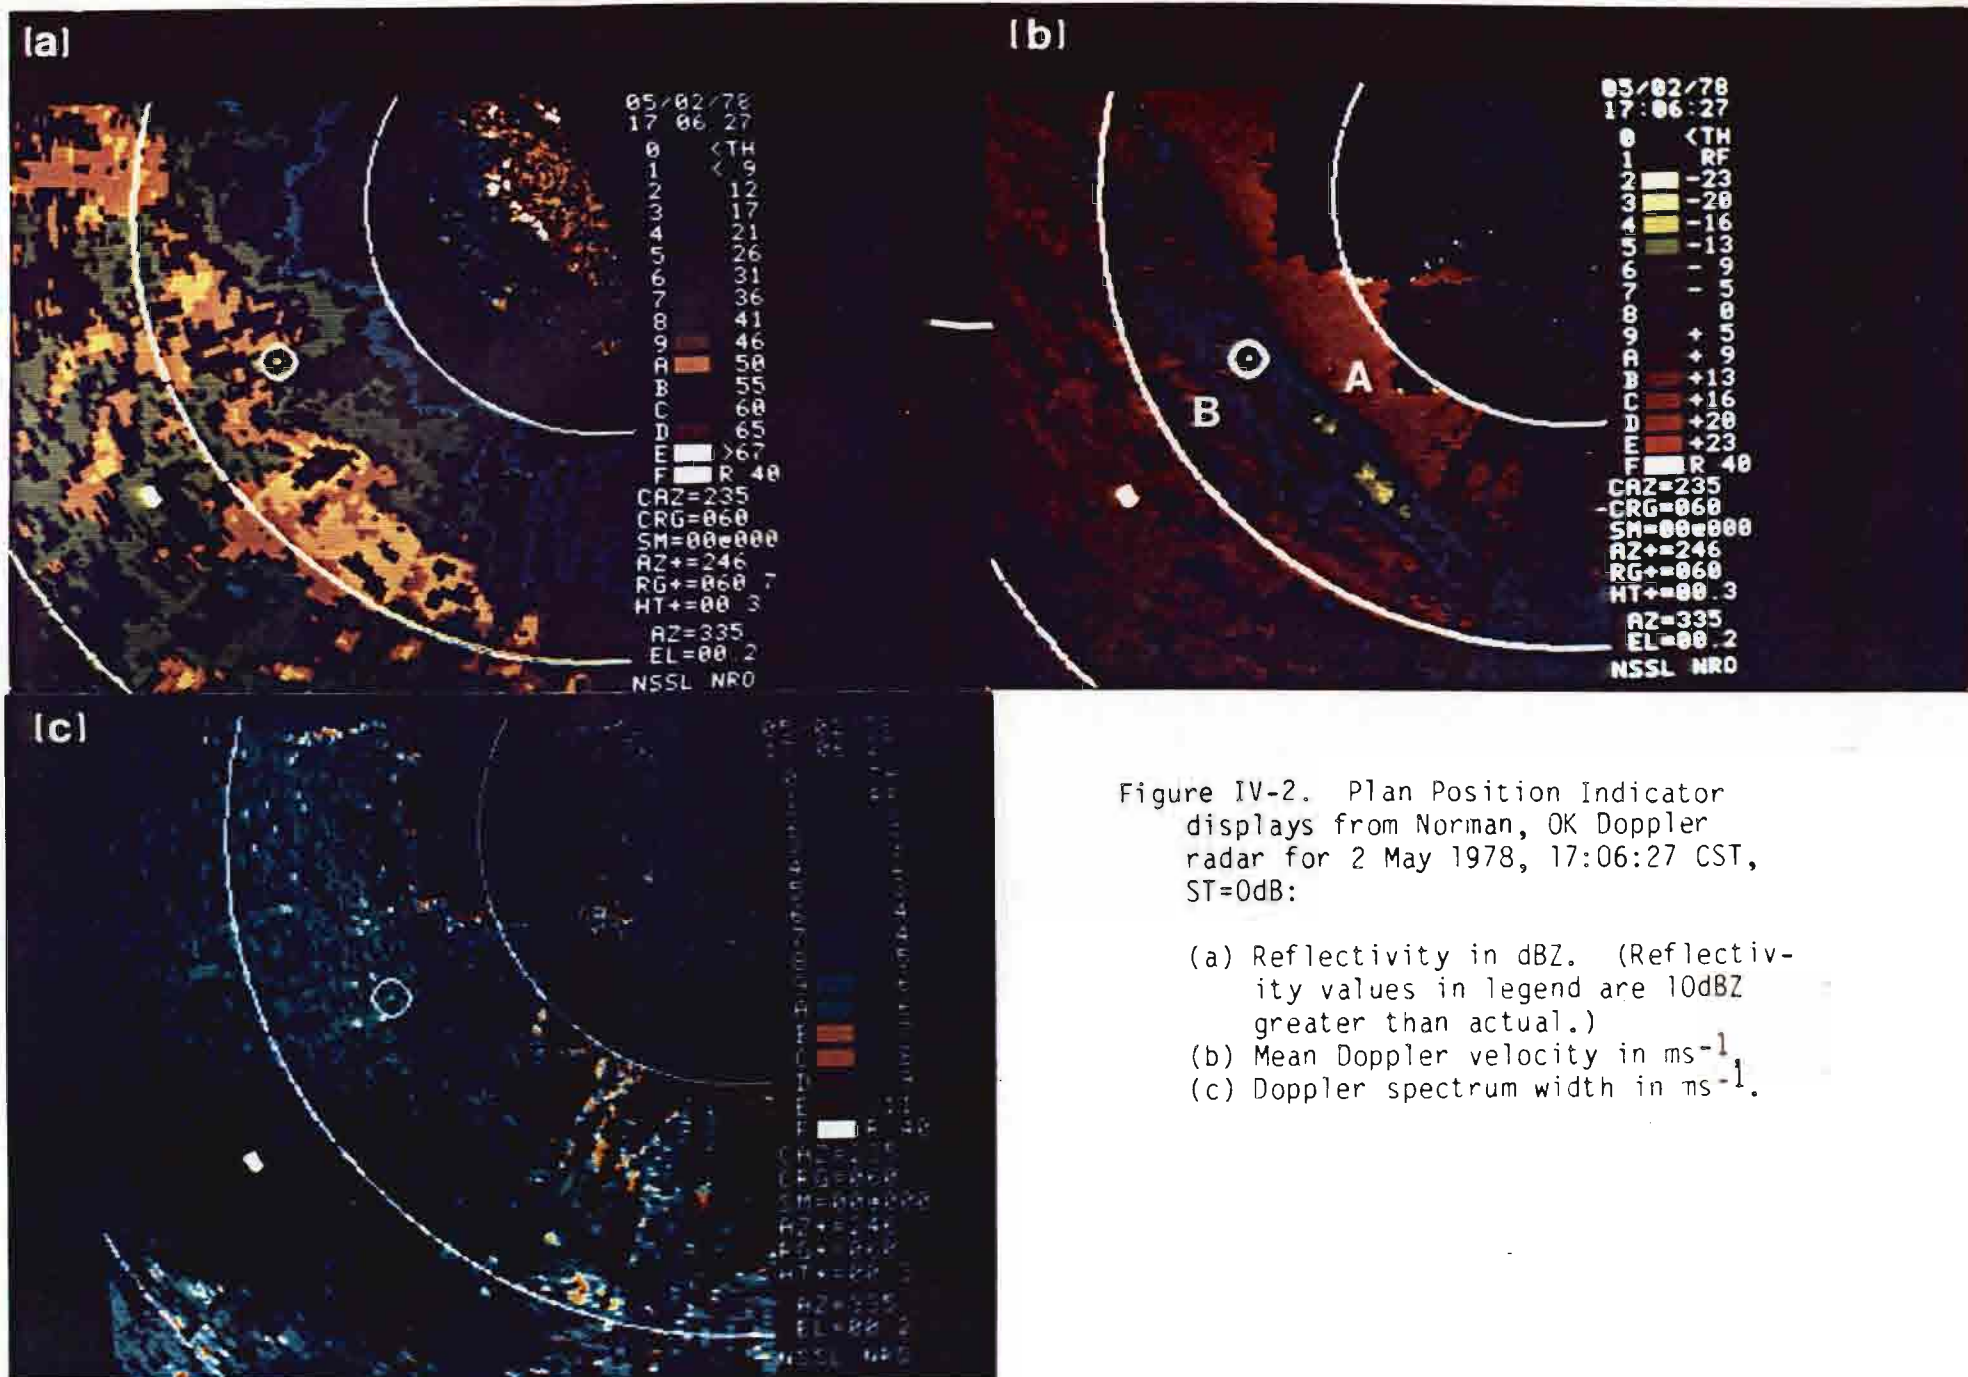 (a)
05/02/78
17 06 27
0 <TH
1 < 9
2 12
3 17
4 21
5 26
6 31
7 36
8 41
9 46
A 50
B 55
C 60
D 65
E >67
F R 40
CAZ=235
CRG=060
SM=00@000
AZ+=246
RG+=060 7
HT+=00 3
AZ=335
EL=00 2
NSSL NRO
(b)
05/02/78
17:06:27
0 <TH
1 RF
2 -23
3 -20
4 -16
5 -13
6 - 9
7 - 5
8 0
9 + 5
A + 9
B +13
C +16
D +20
E +23
F R 40
CAZ=235
CRG=060
SM=00@000
AZ+=246
RG+=060
HT+=00.3
AZ=335
EL=00.2
NSSL NRO
A
B
(c)
Figure IV-2. Plan Position Indicator
displays from Norman, OK Doppler
radar for 2 May 1978, 17:06:27 CST,
ST=0dB:
(a) Reflectivity in dBZ. (Reflectiv-
ity values in legend are 10dBZ
greater than actual.)
(b) Mean Doppler velocity in ms-1.
(c) Doppler spectrum width in ms-1.